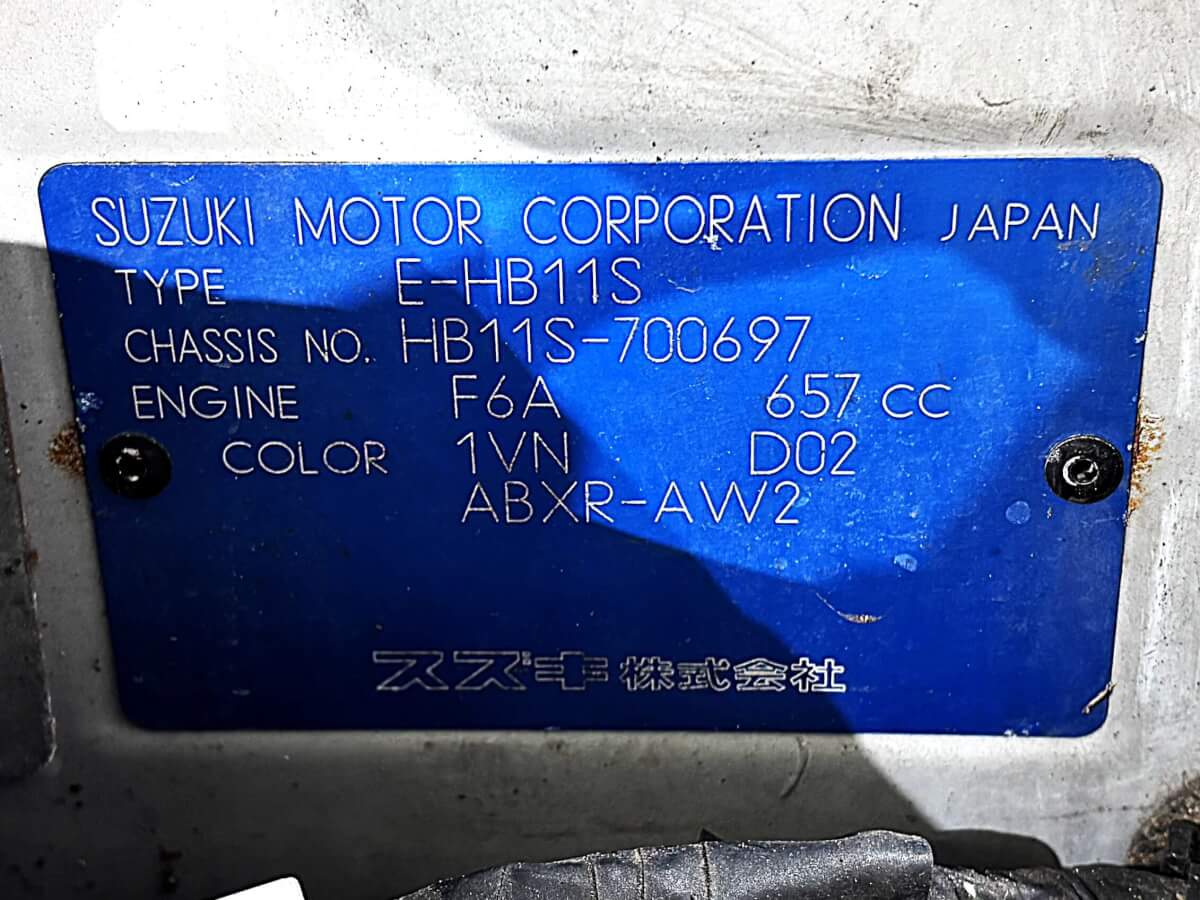 SUZUKI MOTOR CORPORATION JAPAN
TYPE E-HB11S
CHASSIS NO. HB11S-700697
ENGINE F6A 657 CC
COLOR 1VN D02
ABXR-AW2
スズキ株式会社